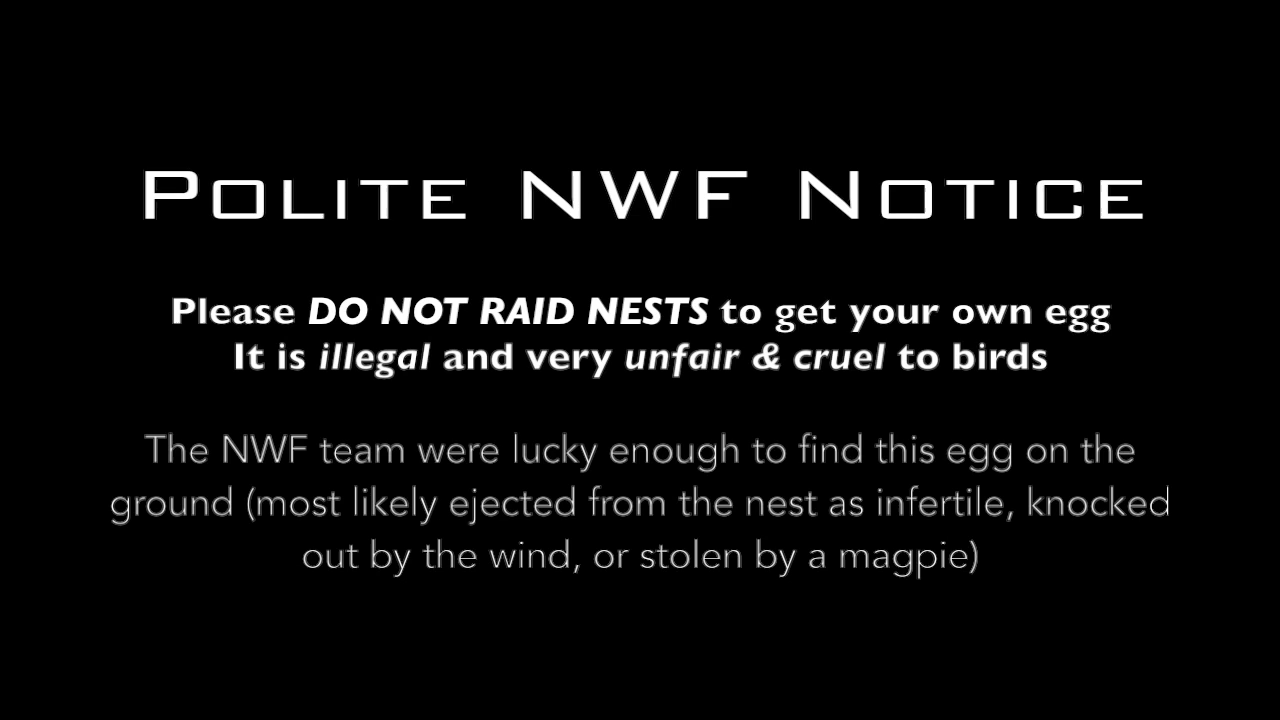 Polite NWF Notice
Please DO NOT RAID NESTS to get your own egg
It is illegal and very unfair & cruel to birds
The NWF team were lucky enough to find this egg on the
ground (most likely ejected from the nest as infertile, knocked
out by the wind, or stolen by a magpie)